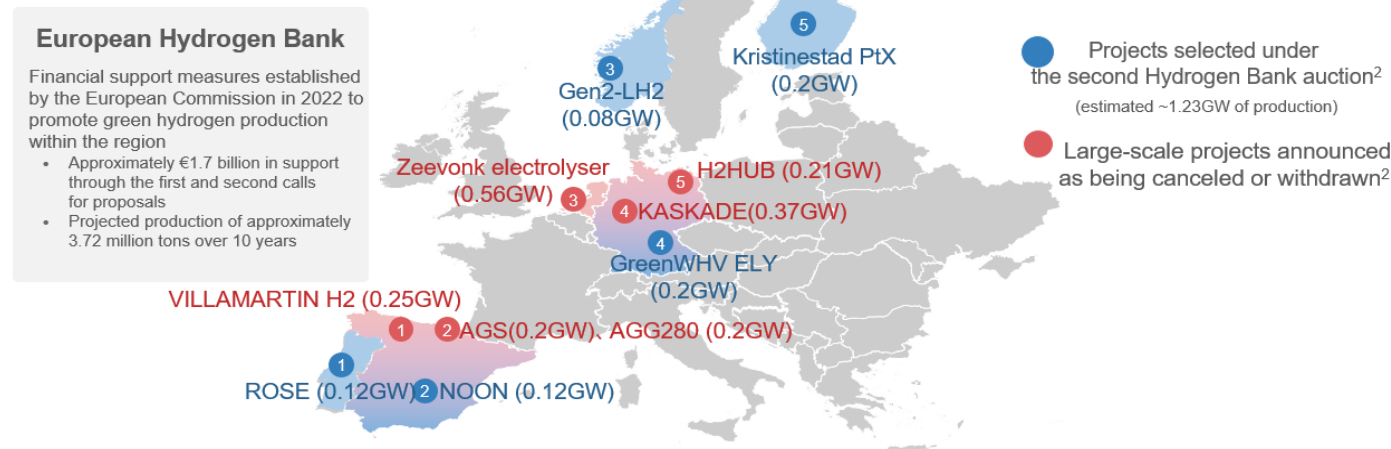 European Hydrogen Bank
Financial support measures established
by the European Commission in 2022 to
promote green hydrogen production
within the region
• Approximately €1.7 billion in support
through the first and second calls
for proposals
• Projected production of approximately
3.72 million tons over 10 years
5
Kristinestad PtX
(0.2GW)
3
Gen2-LH2
(0.08GW)
Projects selected under
the second Hydrogen Bank auction²
(estimated ~1.23GW of production)
Large-scale projects announced
as being canceled or withdrawn²
Zeevonk electrolyser
(0.56GW)
3
5 H2HUB (0.21GW)
4 KASKADE(0.37GW)
4
GreenWHV ELY
(0.2GW)
VILLAMARTIN H2 (0.25GW)
1
2 AGS(0.2GW)、AGG280 (0.2GW)
1
ROSE (0.12GW)
2 NOON (0.12GW)